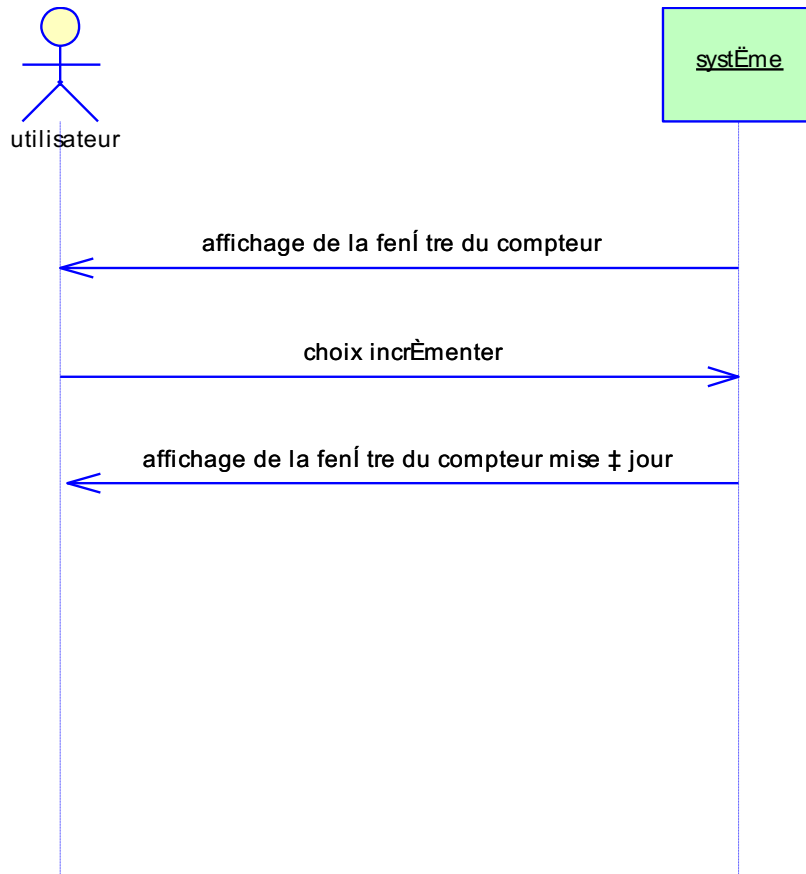 systËme
utilisateur
affichage de la fenÍ tre du compteur
choix incrÈmenter
affichage de la fenÍ tre du compteur mise ‡ jour